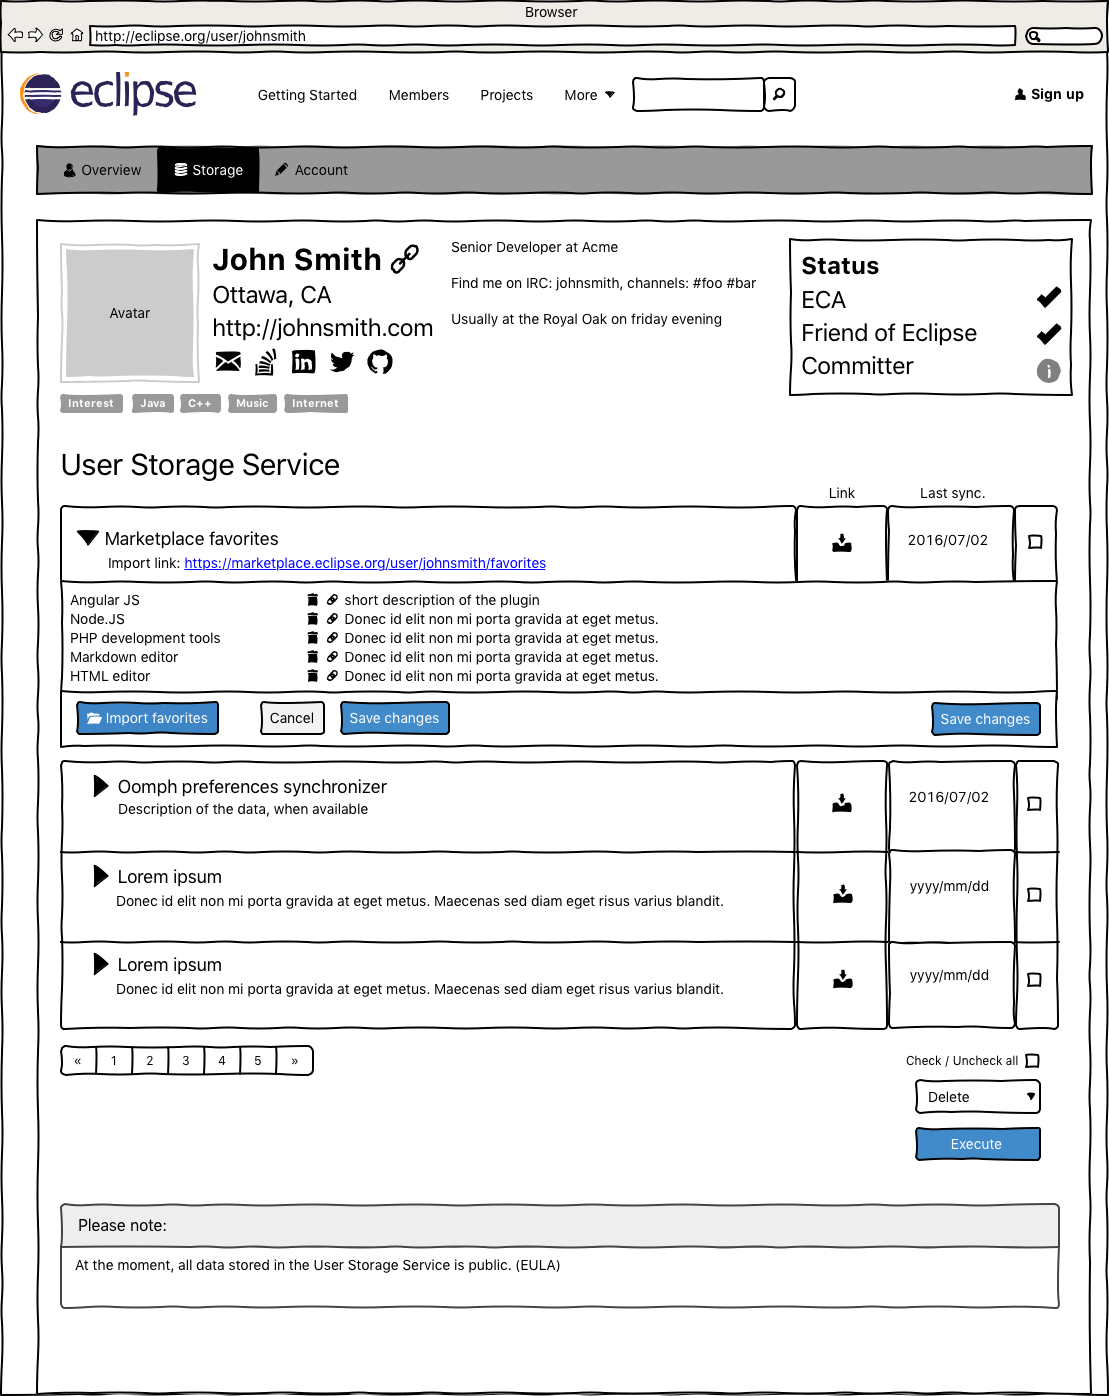 Browser
http://eclipse.org/user/johnsmith
eclipse
Getting Started Members Projects More
Sign up
Overview Storage Account
Avatar
John Smith
Ottawa, CA
http://johnsmith.com
in
Interest Java C++ Music Internet
Senior Developer at Acme
Find me on IRC: johnsmith, channels: #foo #bar
Usually at the Royal Oak on friday evening
Status
ECA
Friend of Eclipse
Committer
i
User Storage Service
Link Last sync.
Marketplace favorites
Import link: https://marketplace.eclipse.org/user/johnsmith/favorites
2016/07/02
Angular JS short description of the plugin
Node.JS Donec id elit non mi porta gravida at eget metus.
PHP development tools Donec id elit non mi porta gravida at eget metus.
Markdown editor Donec id elit non mi porta gravida at eget metus.
HTML editor Donec id elit non mi porta gravida at eget metus.
Import favorites Cancel Save changes Save changes
Oomph preferences synchronizer
Description of the data, when available
2016/07/02
Lorem ipsum
Donec id elit non mi porta gravida at eget metus. Maecenas sed diam eget risus varius blandit.
yyyy/mm/dd
Lorem ipsum
Donec id elit non mi porta gravida at eget metus. Maecenas sed diam eget risus varius blandit.
yyyy/mm/dd
« 1 2 3 4 5 »
Check / Uncheck all
Delete
Execute
Please note:
At the moment, all data stored in the User Storage Service is public. (EULA)